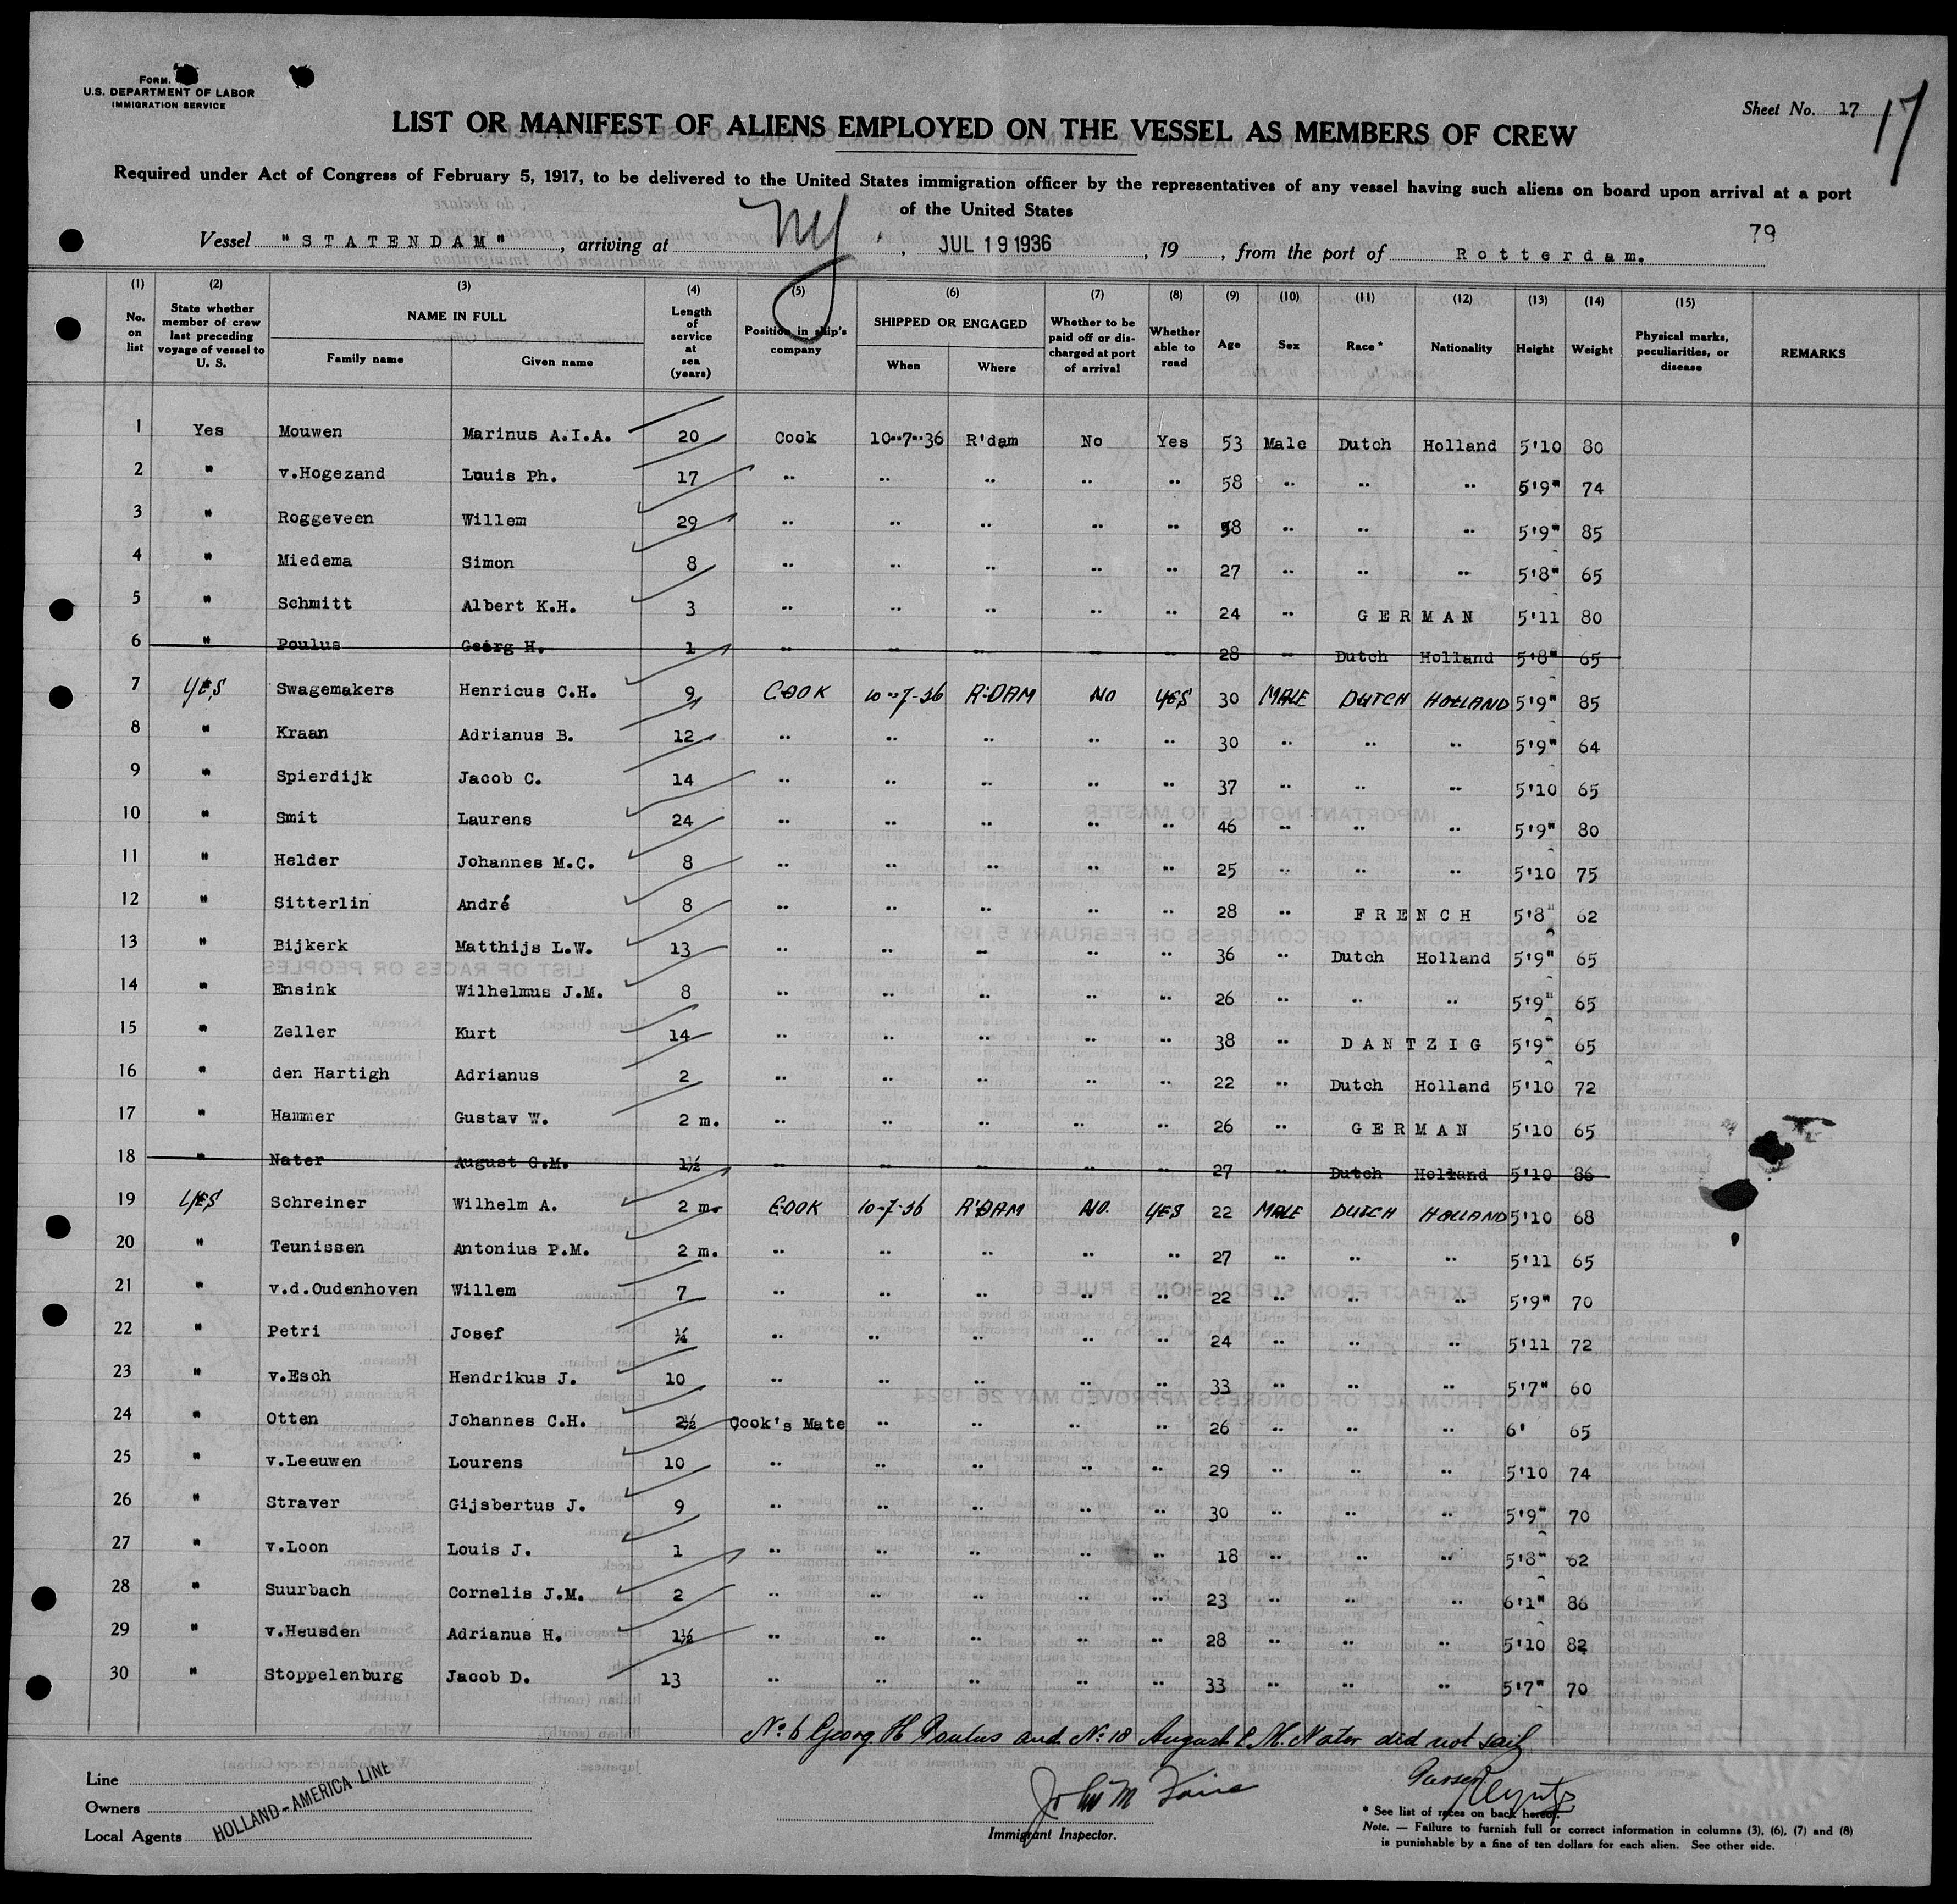 FORM.
U.S. DEPARTMENT OF LABOR
IMMIGRATION SERVICE
Sheet No. 17 17
LIST OR MANIFEST OF ALIENS EMPLOYED ON THE VESSEL AS MEMBERS OF CREW
Required under Act of Congress of February 5, 1917, to be delivered to the United States immigration officer by the representatives of any vessel having such aliens on board upon arrival at a port
of the United States
79
Vessel "STATENDAM", arriving at NY, JUL 19 1936, 19 , from the port of Rotterdam.
(1) No. on list (2) State whether member of crew last preceding voyage of vessel to U. S. (3) NAME IN FULL Family name Given name (4) Length of service at sea (years) (5) Position in ship's company (6) SHIPPED OR ENGAGED When Where (7) Whether to be paid off or discharged at port of arrival (8) Whether able to read (9) Age (10) Sex (11) Race * (12) Nationality (13) Height (14) Weight (15) Physical marks, peculiarities, or disease REMARKS
1 Yes Mouwen Marinus A.I.A. 20 Cook 10-7-36 R'dam No Yes 53 Male Dutch Holland 5'10 80
2 " v.Hogezand Louis Ph. 17 " " " " " 58 " " " 5'9" 74
3 " Roggeveen Willem 29 " " " " " 58 " " " 5'9" 85
4 " Miedema Simon 8 " " " " " 27 " " " 5'8" 65
5 " Schmitt Albert K.H. 3 " " " " " 24 " GERMAN 5'11 80
6 " Poulus Georg H. 1 " " " " " 28 " Dutch Holland 5'8" 65
7 YES Swagemakers Henricus C.H. 9 COOK 10-7-36 R'DAM NO YES 30 MALE DUTCH HOLLAND 5'9" 85
8 " Kraan Adrianus B. 12 " " " " " 30 " " " 5'9" 64
9 " Spierdijk Jacob C. 14 " " " " " 37 " " " 5'10 65
10 " Smit Laurens 24 " " " " " 46 " " " 5'9" 80
11 " Helder Johannes M.C. 8 " " " " " 25 " " " 5'10 75
12 " Sitterlin André 8 " " " " " 28 " FRENCH 5'8" 62
13 " Bijkerk Matthijs L.W. 13 " " " " " 36 " Dutch Holland 5'9" 65
14 " Ensink Wilhelmus J.M. 8 " " " " " 26 " " " 5'9" 65
15 " Zeller Kurt 14 " " " " " 38 " DANTZIG 5'9" 65
16 " den Hartigh Adrianus 2 " " " " " 22 " Dutch Holland 5'10 72
17 " Hammer Gustav W. 2 m. " " " " " 26 " GERMAN 5'10 65
18 " Nater August C.M. 1½ " " " " " 27 " Dutch Holland 5'10 86
19 YES Schreiner Wilhelm A. 2 m. COOK 10-7-36 R'DAM NO. YES 22 MALE DUTCH HOLLAND 5'10 68
20 " Teunissen Antonius P.M. 2 m. " " " " " 27 " " " 5'11 65
21 " v.d.Oudenhoven Willem 7 " " " " " 22 " " " 5'9" 70
22 " Petri Josef " " " " " 24 " " " 5'11 72
23 " v.Esch Hendrikus J. 10 " " " " " 33 " " " 5'7" 60
24 " Otten Johannes C.H. 2½ Cook's Mate " " " " 26 " " " 6' 65
25 " v.Leeuwen Lourens 10 " " " " " 29 " " " 5'10 74
26 " Straver Gijsbertus J. 9 " " " " " 30 " " " 5'9" 70
27 " v.Loon Louis J. 1 " " " " " 18 " " " 5'8" 62
28 " Suurbach Cornelis J.M. 2 " " " " " 23 " " " 6'1" 86
29 " v.Heusden Adrianus H. 1½ " " " " " 28 " " " 5'10 82
30 " Stoppelenburg Jacob D. 13 " " " " " 33 " " " 5'7" 70
No 6 Georg H Poulus and No 18 August C. M. Nater did not sail
Line
Owners
Local Agents
HOLLAND-AMERICA LINE
John M
Immigrant Inspector.
* See list of races on back hereof.
Note. — Failure to furnish full or correct information in columns (3), (6), (7) and (8)
is punishable by a fine of ten dollars for each alien. See other side.